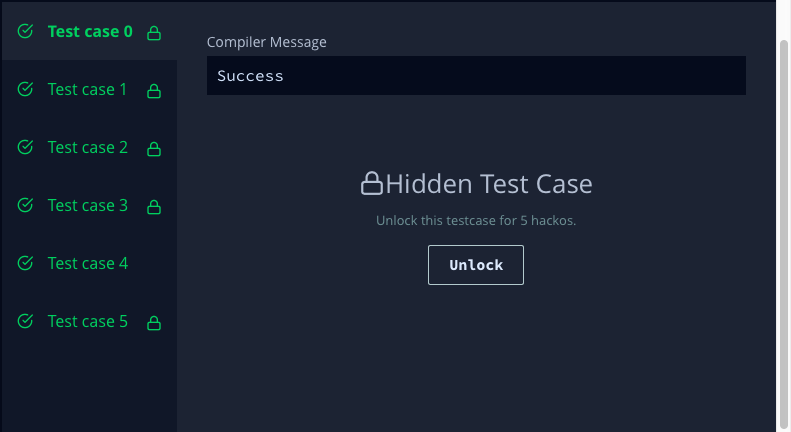 Test case 0
Test case 1
Test case 2
Test case 3
Test case 4
Test case 5
Compiler Message
Success
Hidden Test Case
Unlock this testcase for 5 hackos.
Unlock